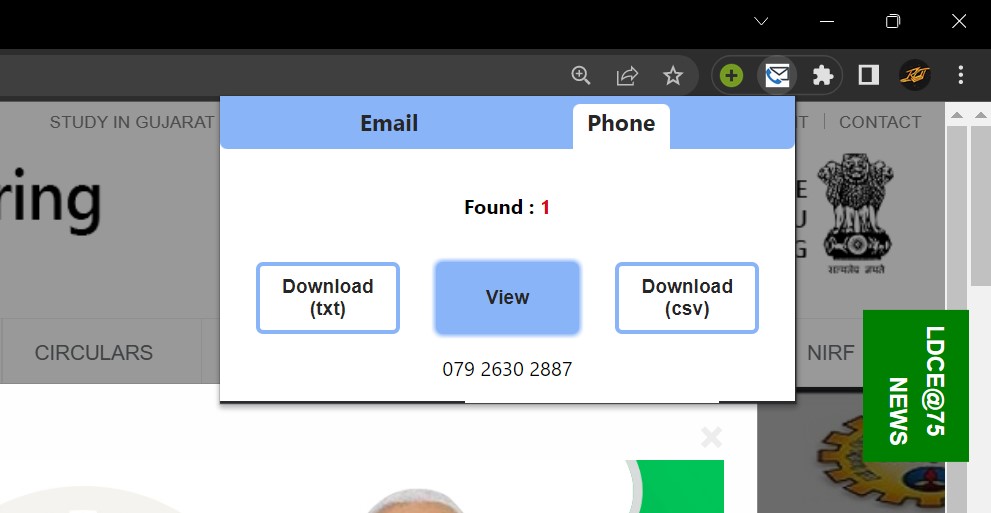 STUDY IN GUJARAT
CONTACT
Email
Phone
ring
Found : 1
Download
(txt)
View
Download
(csv)
079 2630 2887
सत्यमेव जयते
CIRCULARS
NIRF
LDCE@75
NEWS